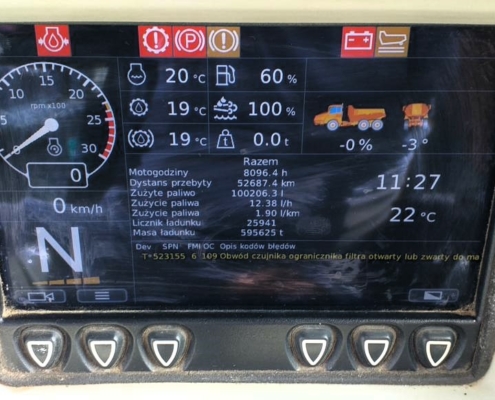 15
10
20
rpm x100
5
25
0
30
0
20 °C
60 %
19 °C
100 %
19 °C
0.0 t
-0 %
-3 °
0 km/h
N
Razem
Motogodziny 8096.4 h
Dystans przebyty 52687.4 km
Zużyte paliwo 100206.3 l
Zużycie paliwa 12.38 l/h
Zużycie paliwa 1.90 l/km
Licznik ładunku 25941
Masa ładunku 595625 t
11:27
22 °C
Dev SPN FMI OC Opis kodów błędów
-T=523155 6 109 Obwód czujnika ogranicznika filtra otwarty lub zwarty do ma